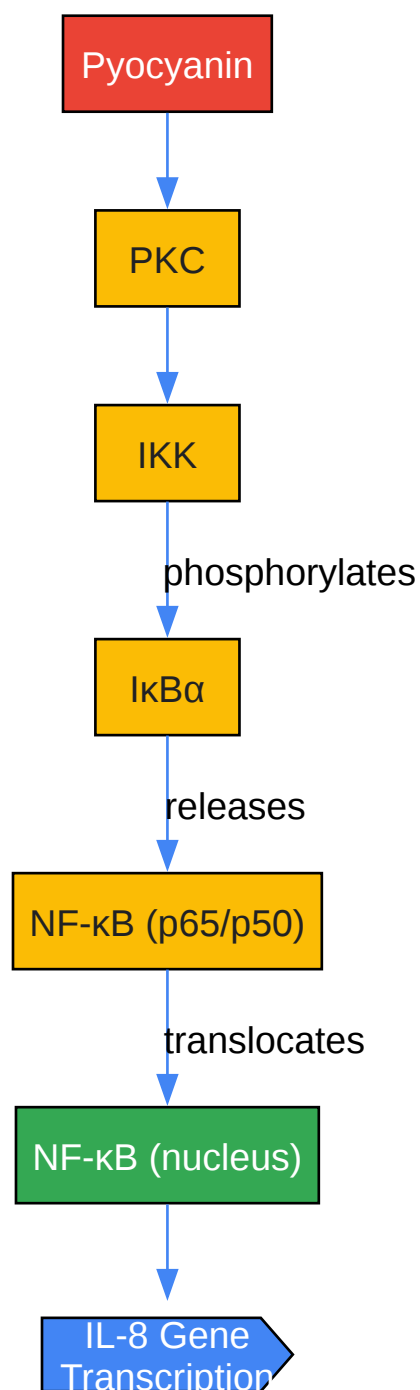 Pyocyanin
PKC
IKK
phosphorylates
IκBα
releases
NF-κB (p65/p50)
translocates
NF-κB (nucleus)
IL-8 Gene
Transcription